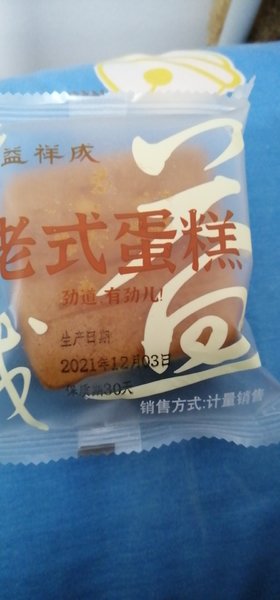 益祥成
老式蛋糕
劲道、有劲儿!
生产日期
2021年12月03日
保质期30天
销售方式:计量销售